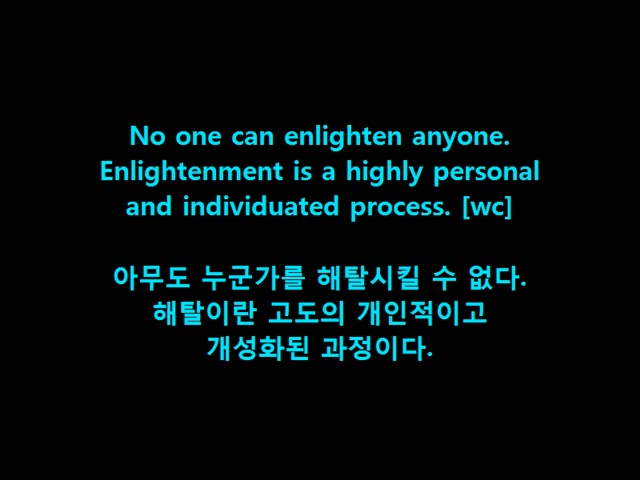 No one can enlighten anyone.
Enlightenment is a highly personal
and individuated process. [wc]
아무도 누군가를 해탈시킬 수 없다.
해탈이란 고도의 개인적이고
개성화된 과정이다.